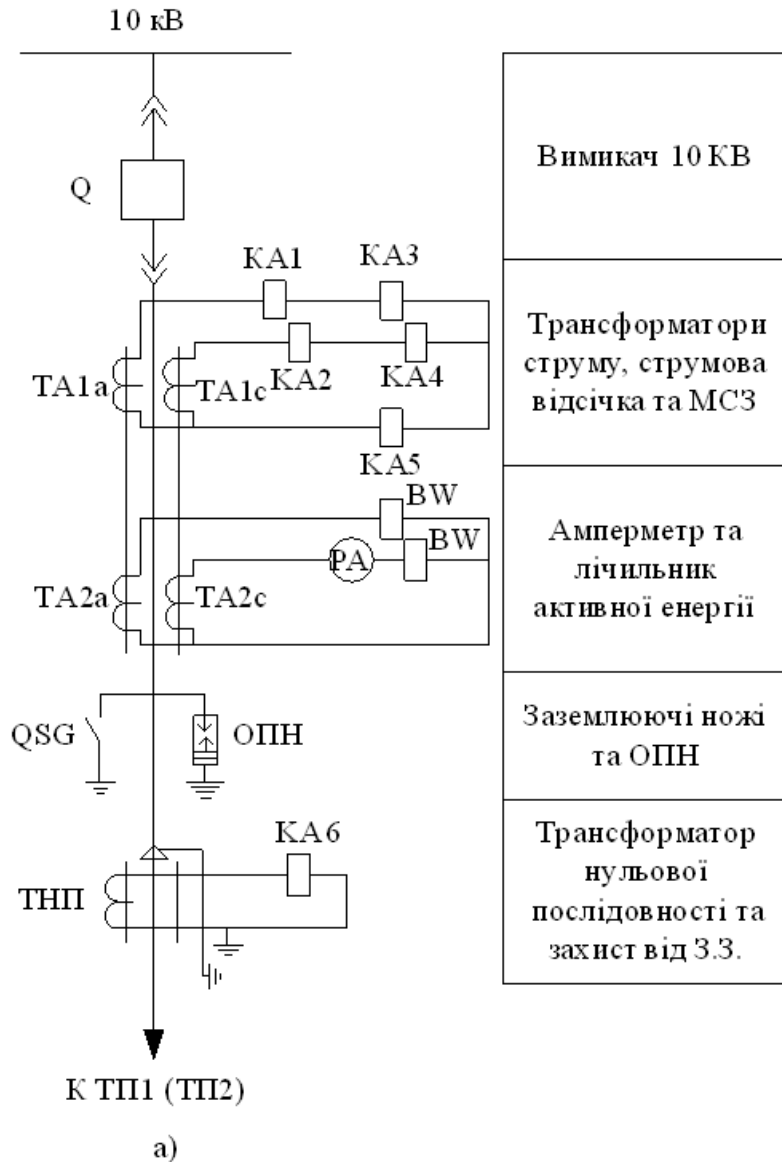 10 кВ
Вимикач 10 КВ
Q
КА1
КА3
ТА1а
ТА1с
КА2
КА4
КА5
Трансформатори
струму, струмова
відсічка та МСЗ
BW
BW
РА
ТА2а
ТА2с
Амперметр та
лічильник
активної енергії
QSG
ОПН
Заземлюючі ножі
та ОПН
КА6
ТНП
Трансформатор
нульової
послідовності та
захист від З.З.
К ТП1 (ТП2)
а)